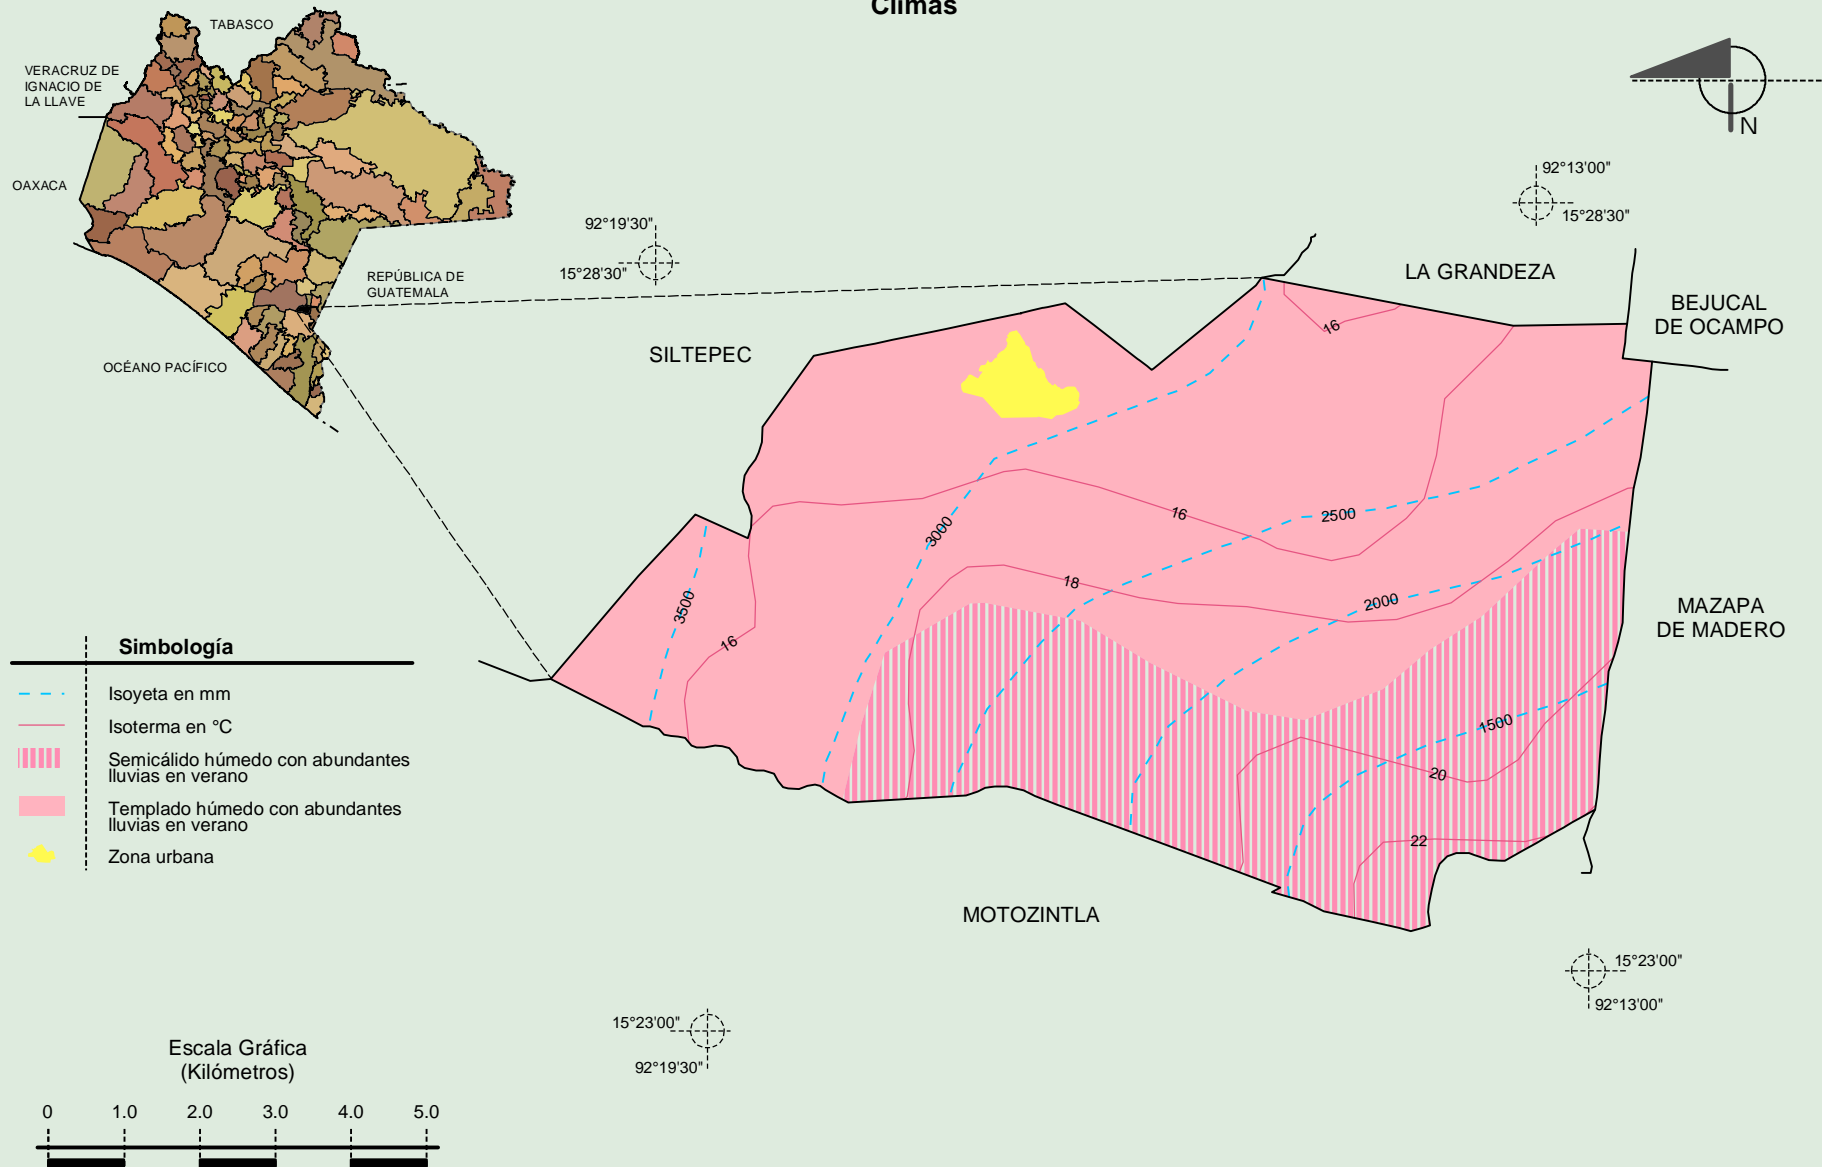 Climas
TABASCO
VERACRUZ DE
IGNACIO DE
LA LLAVE
OAXACA
REPÚBLICA DE
GUATEMALA
OCÉANO PACÍFICO
N
92°19'30"
15°28'30"
92°13'00"
15°28'30"
LA GRANDEZA
BEJUCAL
DE OCAMPO
SILTEPEC
MAZAPA
DE MADERO
MOTOZINTLA
16
16
2500
3000
18
2000
3500
16
1500
20
22
15°23'00"
92°13'00"
15°23'00"
92°19'30"
Simbología
Isoyeta en mm
Isoterma en °C
Semicálido húmedo con abundantes
lluvias en verano
Templado húmedo con abundantes
lluvias en verano
Zona urbana
Escala Gráfica
(Kilómetros)
0 1.0 2.0 3.0 4.0 5.0